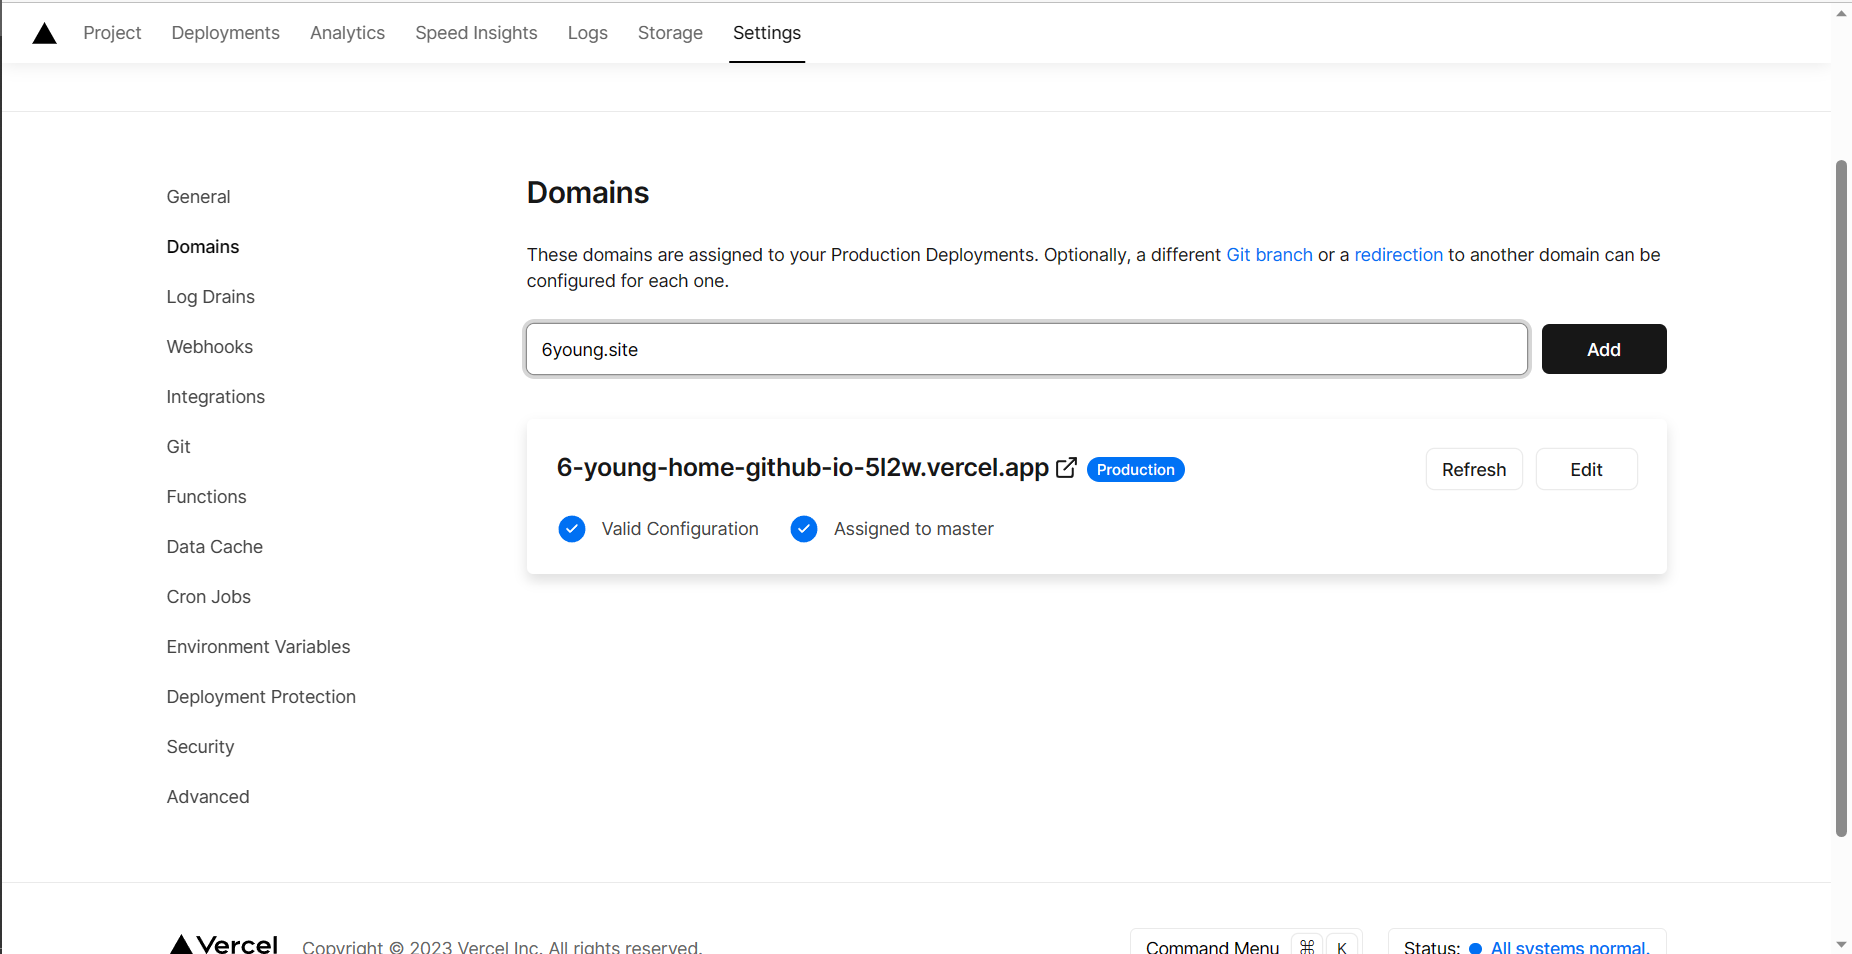 Project Deployments Analytics Speed Insights Logs Storage Settings
General
Domains
Log Drains
Webhooks
Integrations
Git
Functions
Data Cache
Cron Jobs
Environment Variables
Deployment Protection
Security
Advanced
Domains
These domains are assigned to your Production Deployments. Optionally, a different Git branch or a redirection to another domain can be
configured for each one.
6young.site
Add
6-young-home-github-io-5l2w.vercel.app Production
Refresh Edit
Valid Configuration Assigned to master
Vercel Copyright © 2023 Vercel Inc. All rights reserved.
Command Menu ⌘ K
Status: All systems normal.